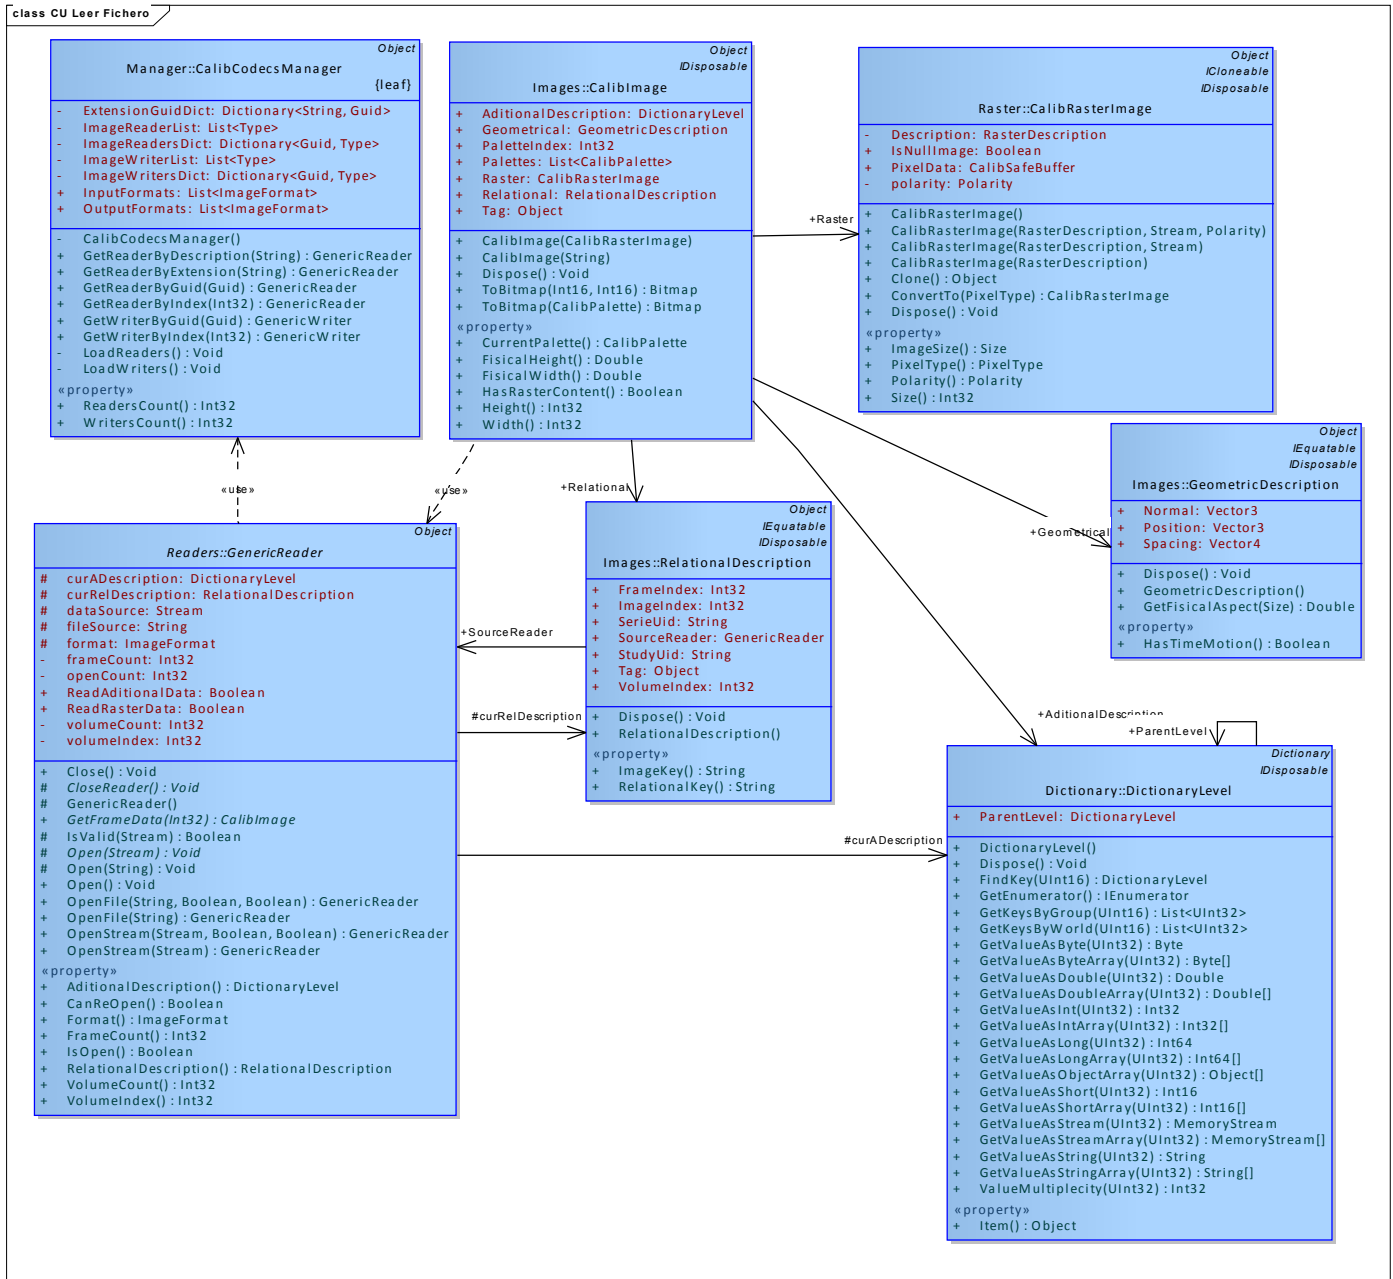 class CU Leer Fichero
Object
Manager::CalibCodecsManager
{leaf}
- ExtensionGuidDict: Dictionary<String, Guid>
- ImageReaderList: List<Type>
- ImageReadersDict: Dictionary<Guid, Type>
- ImageWriterList: List<Type>
- ImageWritersDict: Dictionary<Guid, Type>
+ InputFormats: List<ImageFormat>
+ OutputFormats: List<ImageFormat>
- CalibCodecsManager()
+ GetReaderByDescription(String) : GenericReader
+ GetReaderByExtension(String) : GenericReader
+ GetReaderByGuid(Guid) : GenericReader
+ GetReaderByIndex(Int32) : GenericReader
+ GetWriterByGuid(Guid) : GenericWriter
+ GetWriterByIndex(Int32) : GenericWriter
- LoadReaders() : Void
- LoadWriters() : Void
«property»
+ ReadersCount() : Int32
+ WritersCount() : Int32
Object
IDisposable
Images::CalibImage
+ AditionalDescription: DictionaryLevel
+ Geometrical: GeometricDescription
+ PaletteIndex: Int32
+ Palettes: List<CalibPalette>
+ Raster: CalibRasterImage
+ Relational: RelationalDescription
+ Tag: Object
+ CalibImage(CalibRasterImage)
+ CalibImage(String)
+ Dispose() : Void
+ ToBitmap(Int16, Int16) : Bitmap
+ ToBitmap(CalibPalette) : Bitmap
«property»
+ CurrentPalette() : CalibPalette
+ FisicalHeight() : Double
+ FisicalWidth() : Double
+ HasRasterContent() : Boolean
+ Height() : Int32
+ Width() : Int32
+Raster
Object
ICloneable
IDisposable
Raster::CalibRasterImage
- Description: RasterDescription
+ IsNullImage: Boolean
+ PixelData: CalibSafeBuffer
- polarity: Polarity
+ CalibRasterImage()
+ CalibRasterImage(RasterDescription, Stream, Polarity)
+ CalibRasterImage(RasterDescription, Stream)
+ CalibRasterImage(RasterDescription)
+ Clone() : Object
+ ConvertTo(PixelType) : CalibRasterImage
+ Dispose() : Void
«property»
+ ImageSize() : Size
+ PixelType() : PixelType
+ Polarity() : Polarity
+ Size() : Int32
«use»
«use»
+Relational
+Geometrical
Object
IEquatable
IDisposable
Images::GeometricDescription
+ Normal: Vector3
+ Position: Vector3
+ Spacing: Vector4
+ Dispose() : Void
+ GeometricDescription()
+ GetFisicalAspect(Size) : Double
«property»
+ HasTimeMotion() : Boolean
Object
Readers::GenericReader
# curADescription: DictionaryLevel
# curRelDescription: RelationalDescription
# dataSource: Stream
# fileSource: String
# format: ImageFormat
- frameCount: Int32
- openCount: Int32
+ ReadAditionalData: Boolean
+ ReadRasterData: Boolean
- volumeCount: Int32
- volumeIndex: Int32
+ Close() : Void
# CloseReader() : Void
# GenericReader()
+ GetFrameData(Int32) : CalibImage
# IsValid(Stream) : Boolean
# Open(Stream) : Void
# Open(String) : Void
+ Open() : Void
+ OpenFile(String, Boolean, Boolean) : GenericReader
+ OpenFile(String) : GenericReader
+ OpenStream(Stream, Boolean, Boolean) : GenericReader
+ OpenStream(Stream) : GenericReader
«property»
+ AditionalDescription() : DictionaryLevel
+ CanReOpen() : Boolean
+ Format() : ImageFormat
+ FrameCount() : Int32
+ IsOpen() : Boolean
+ RelationalDescription() : RelationalDescription
+ VolumeCount() : Int32
+ VolumeIndex() : Int32
+SourceReader
#curRelDescription
#curADescription
Object
IEquatable
IDisposable
Images::RelationalDescription
+ FrameIndex: Int32
+ ImageIndex: Int32
+ SerieUid: String
+ SourceReader: GenericReader
+ StudyUid: String
+ Tag: Object
+ VolumeIndex: Int32
+ Dispose() : Void
+ RelationalDescription()
«property»
+ ImageKey() : String
+ RelationalKey() : String
+AditionalDescription
+ParentLevel
Dictionary
IDisposable
Dictionary::DictionaryLevel
+ ParentLevel: DictionaryLevel
+ DictionaryLevel()
+ Dispose() : Void
+ FindKey(UInt16) : DictionaryLevel
+ GetEnumerator() : IEnumerator
+ GetKeysByGroup(UInt16) : List<UInt32>
+ GetKeysByWorld(UInt16) : List<UInt32>
+ GetValueAsByte(UInt32) : Byte
+ GetValueAsByteArray(UInt32) : Byte[]
+ GetValueAsDouble(UInt32) : Double
+ GetValueAsDoubleArray(UInt32) : Double[]
+ GetValueAsInt(UInt32) : Int32
+ GetValueAsIntArray(UInt32) : Int32[]
+ GetValueAsLong(UInt32) : Int64
+ GetValueAsLongArray(UInt32) : Int64[]
+ GetValueAsObjectArray(UInt32) : Object[]
+ GetValueAsShort(UInt32) : Int16
+ GetValueAsShortArray(UInt32) : Int16[]
+ GetValueAsStream(UInt32) : MemoryStream
+ GetValueAsStreamArray(UInt32) : MemoryStream[]
+ GetValueAsString(UInt32) : String
+ GetValueAsStringArray(UInt32) : String[]
+ ValueMultiplecity(UInt32) : Int32
«property»
+ Item() : Object